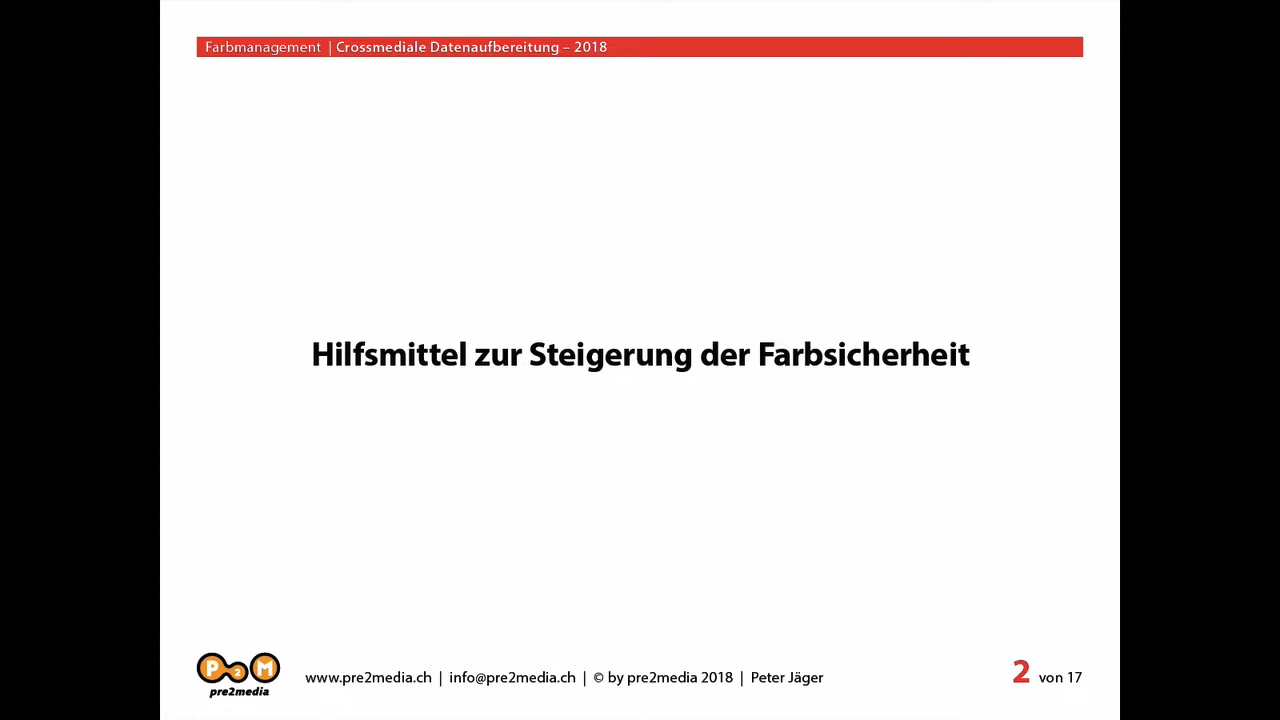 Farbmanagement | Crossmediale Datenaufbereitung – 2018
Hilfsmittel zur Steigerung der Farbsicherheit
P2M
pre2media
www.pre2media.ch | info@pre2media.ch | © by pre2media 2018 | Peter Jäger
2 von 17